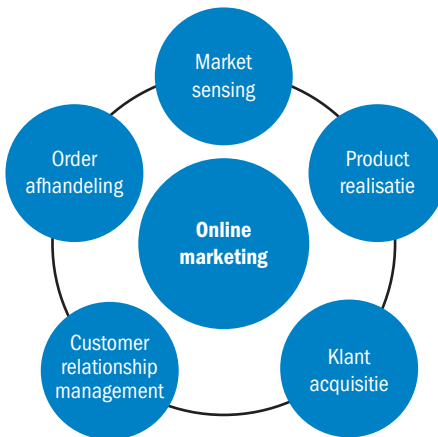 Market
sensing
Order
afhandeling
Product
realisatie
Online
marketing
Customer
relationship
management
Klant
acquisitie